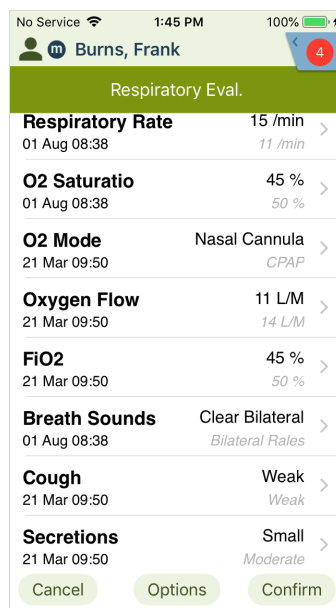 No Service 1:45 PM 100%
m Burns, Frank 4
Respiratory Eval.
Respiratory Rate 15 /min
01 Aug 08:38 11 /min
O2 Saturatio 45 %
01 Aug 08:38 50 %
O2 Mode Nasal Cannula
21 Mar 09:50 CPAP
Oxygen Flow 11 L/M
21 Mar 09:50 14 L/M
FiO2 45 %
21 Mar 09:50 50 %
Breath Sounds Clear Bilateral
01 Aug 08:38 Bilateral Rales
Cough Weak
21 Mar 09:50 Weak
Secretions Small
21 Mar 09:50 Moderate
Cancel Options Confirm